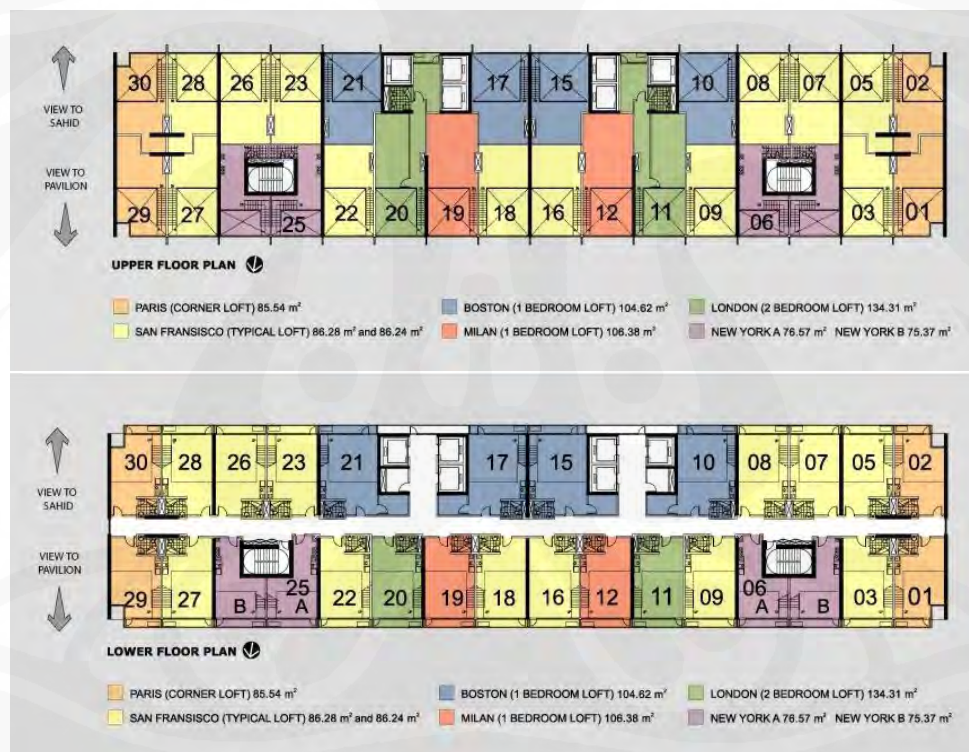 30 28 26 23 21 17 15 10 08 07 05 02
VIEW TO
SAHID
VIEW TO
PAVILION
29 27 25 22 20 19 18 16 12 11 09 06 03 01
UPPER FLOOR PLAN
PARIS (CORNER LOFT) 85.54 m²
BOSTON (1 BEDROOM LOFT) 104.62 m²
LONDON (2 BEDROOM LOFT) 134.31 m²
SAN FRANSISCO (TYPICAL LOFT) 86.28 m² and 86.24 m²
MILAN (1 BEDROOM LOFT) 106.38 m²
NEW YORK A 76.57 m² NEW YORK B 75.37 m²
30 28 26 23 21 17 15 10 08 07 05 02
VIEW TO
SAHID
VIEW TO
PAVILION
29 27 B 25 A 22 20 19 18 16 12 11 09 06 A B 03 01
LOWER FLOOR PLAN
PARIS (CORNER LOFT) 85.54 m²
BOSTON (1 BEDROOM LOFT) 104.62 m²
LONDON (2 BEDROOM LOFT) 134.31 m²
SAN FRANSISCO (TYPICAL LOFT) 86.28 m² and 86.24 m²
MILAN (1 BEDROOM LOFT) 106.38 m²
NEW YORK A 76.57 m² NEW YORK B 75.37 m²